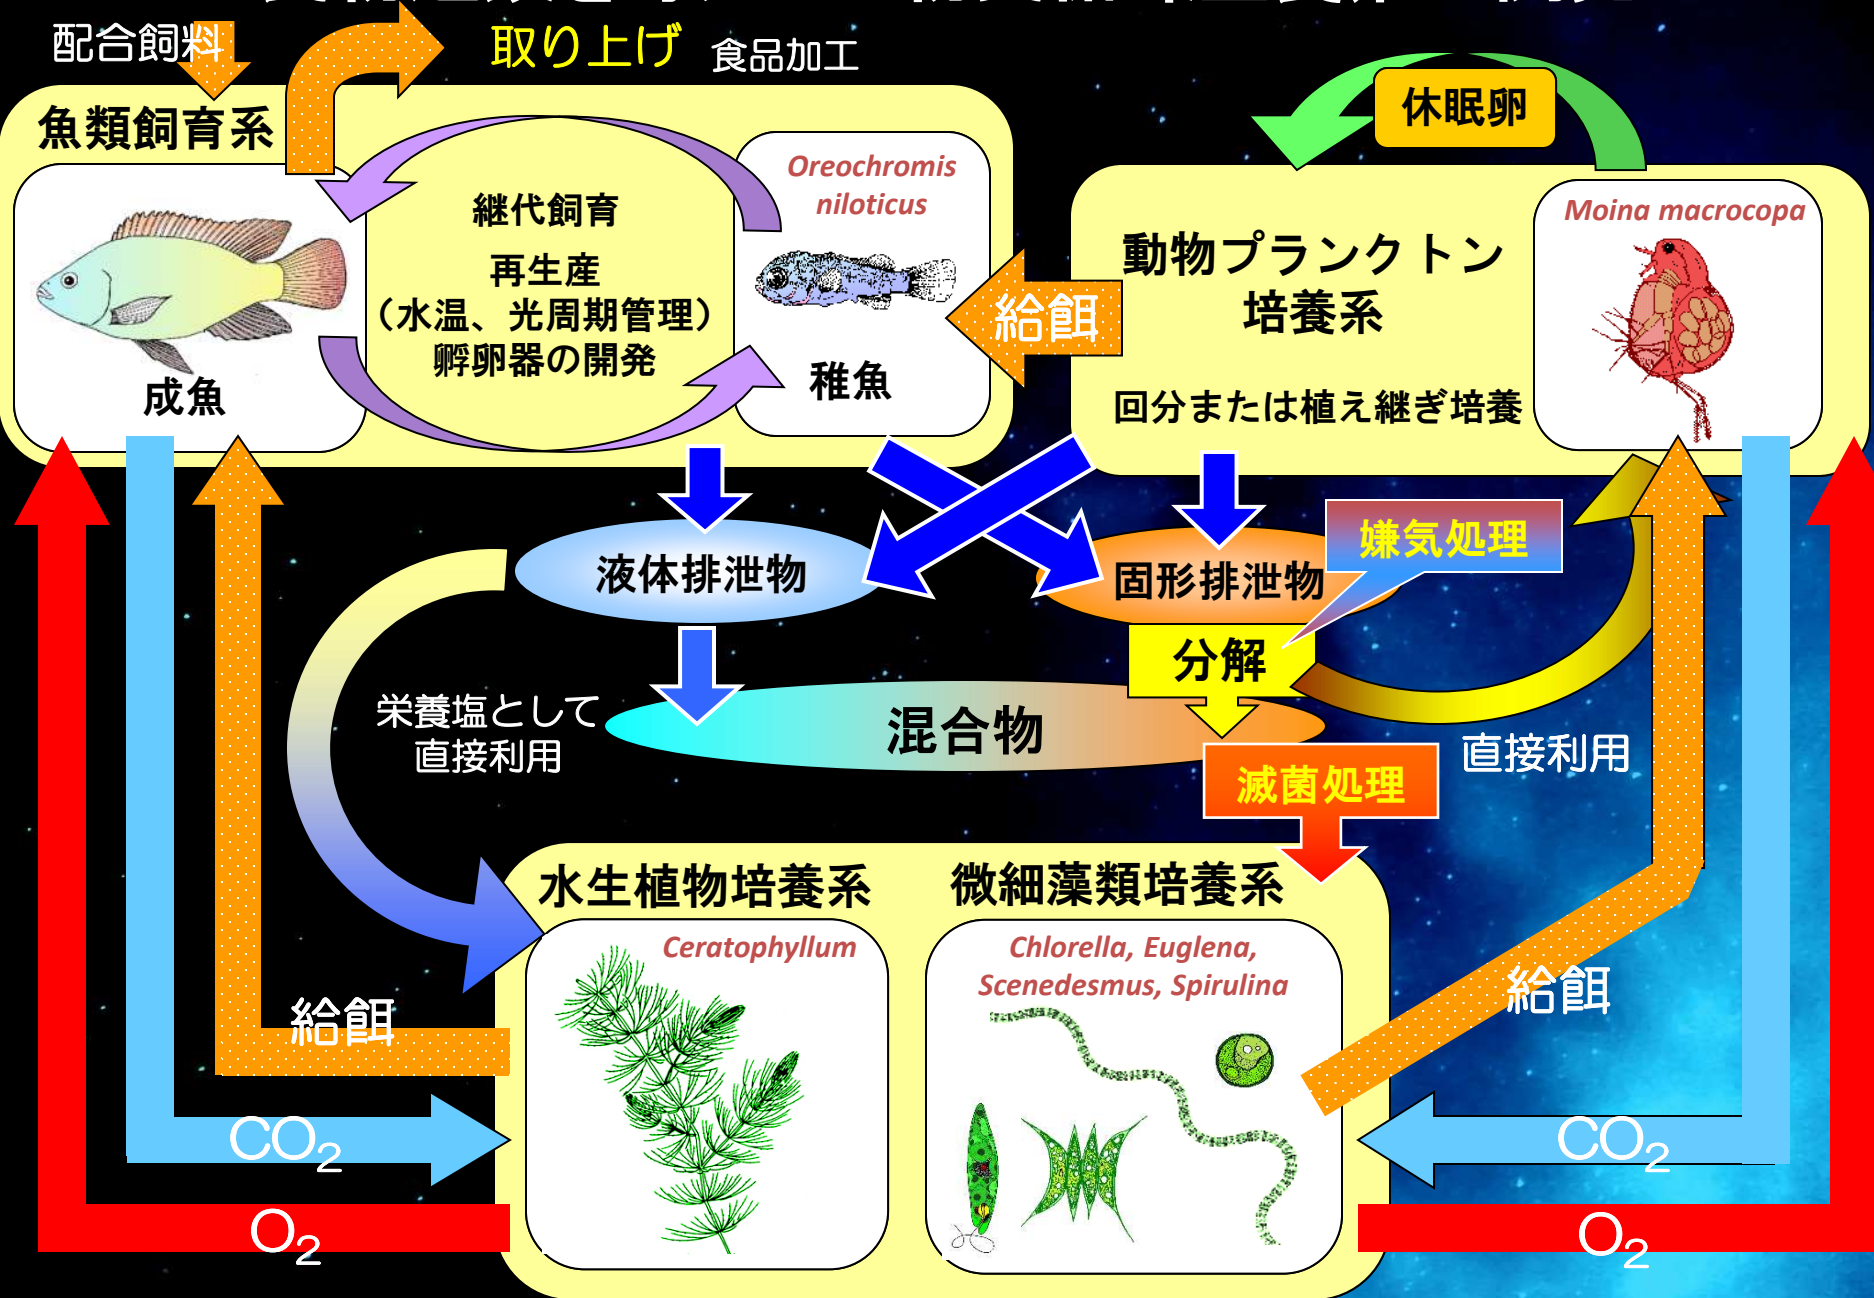 配合飼料
取り上げ
食品加工
魚類飼育系
休眠卵
Oreochromis
niloticus
継代飼育
再生産
（水温、光周期管理）
孵卵器の開発
成魚
稚魚
給餌
動物プランクトン
培養系
回分または植え継ぎ培養
Moina macrocopa
液体排泄物
固形排泄物
嫌気処理
分解
栄養塩として
直接利用
混合物
直接利用
滅菌処理
水生植物培養系
微細藻類培養系
Ceratophyllum
Chlorella, Euglena,
Scenedesmus, Spirulina
給餌
給餌
CO₂
CO₂
O₂
O₂